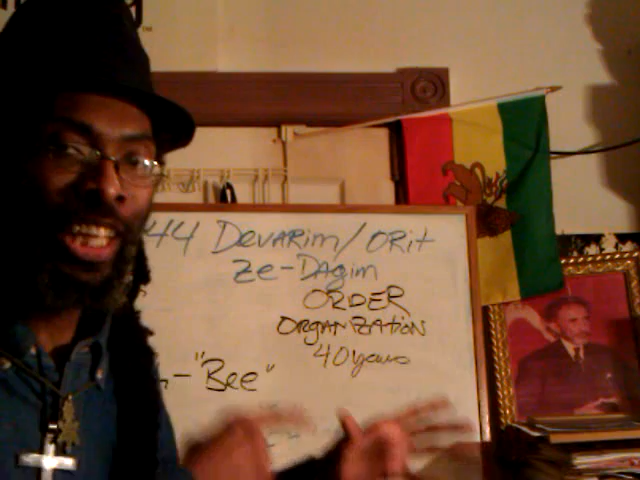 44 DEVARIM / ORIT
ZE-DAGIM
ORDER
ORGANIZATION
40 years
- "Bee"